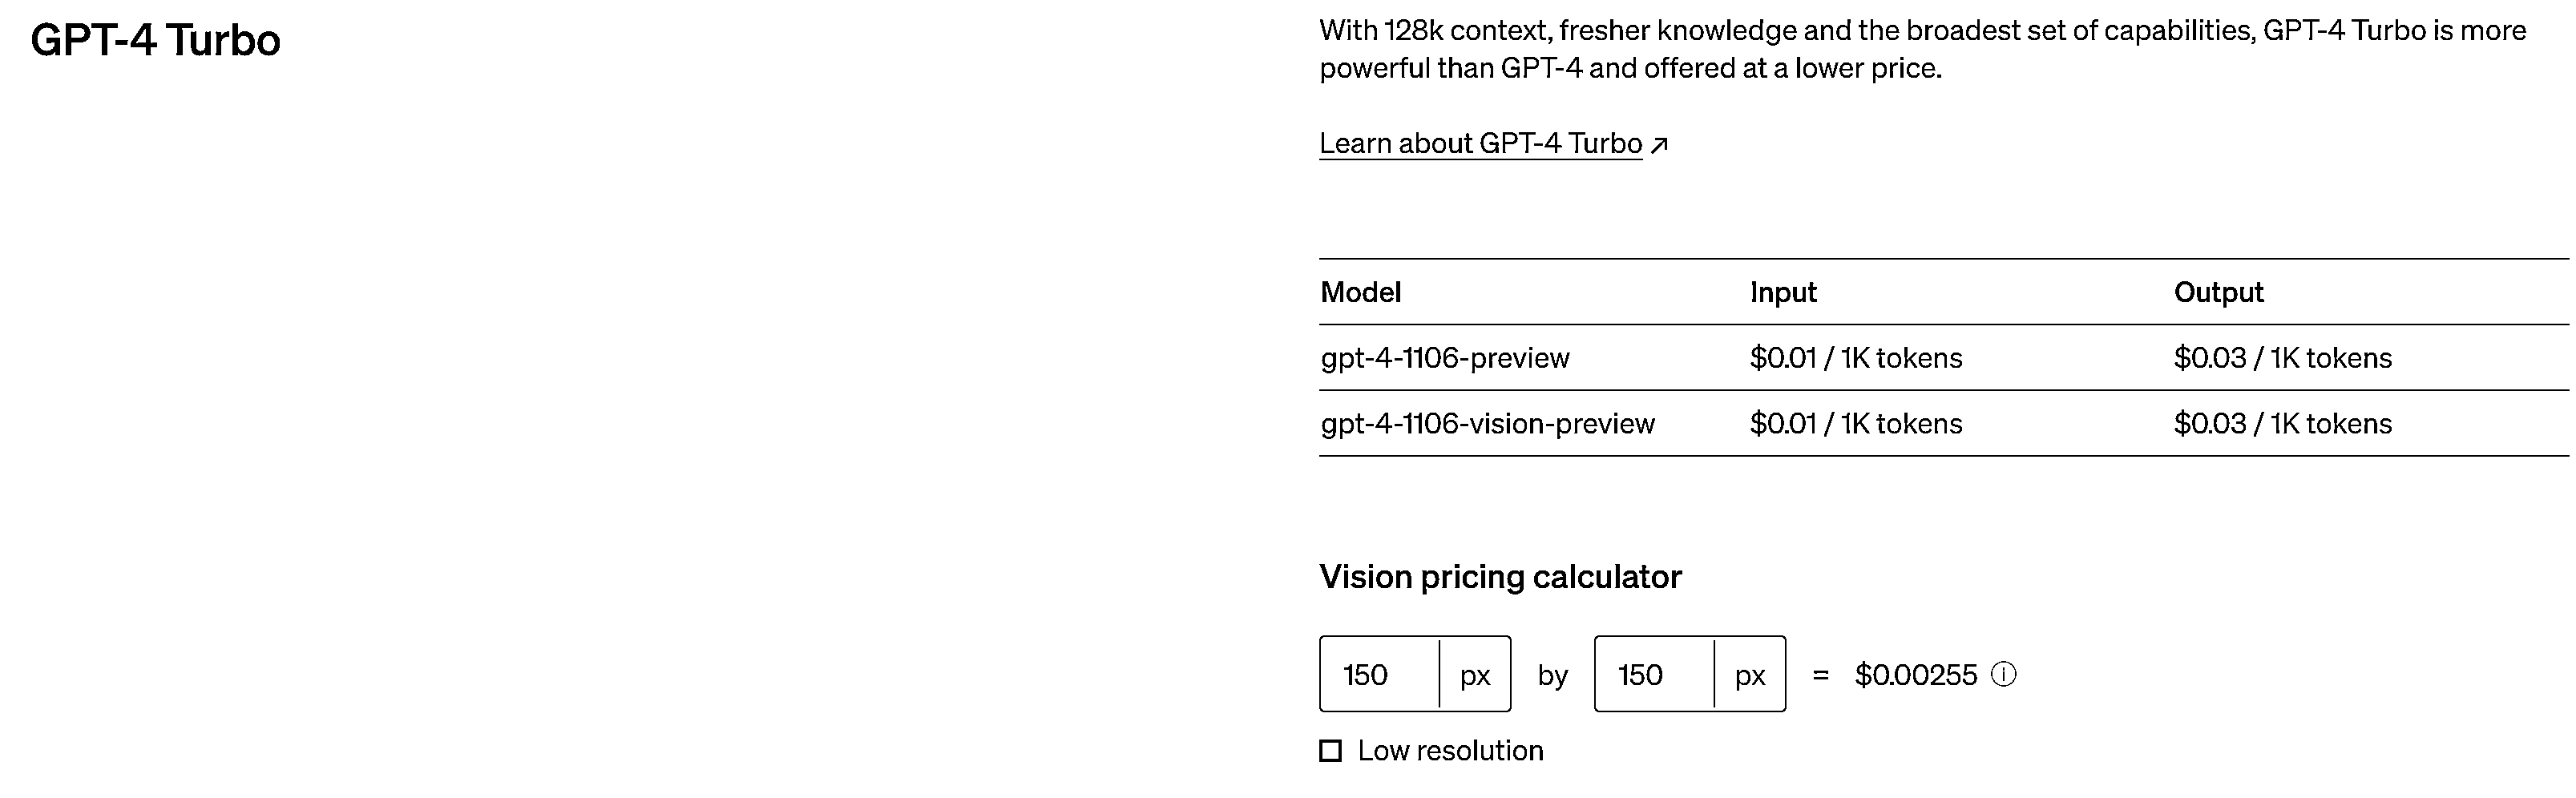 GPT-4 Turbo
With 128k context, fresher knowledge and the broadest set of capabilities, GPT-4 Turbo is more
powerful than GPT-4 and offered at a lower price.
Learn about GPT-4 Turbo ↗
Model Input Output
gpt-4-1106-preview $0.01 / 1K tokens $0.03 / 1K tokens
gpt-4-1106-vision-preview $0.01 / 1K tokens $0.03 / 1K tokens
Vision pricing calculator
150 px by 150 px = $0.00255 ⓘ
Low resolution